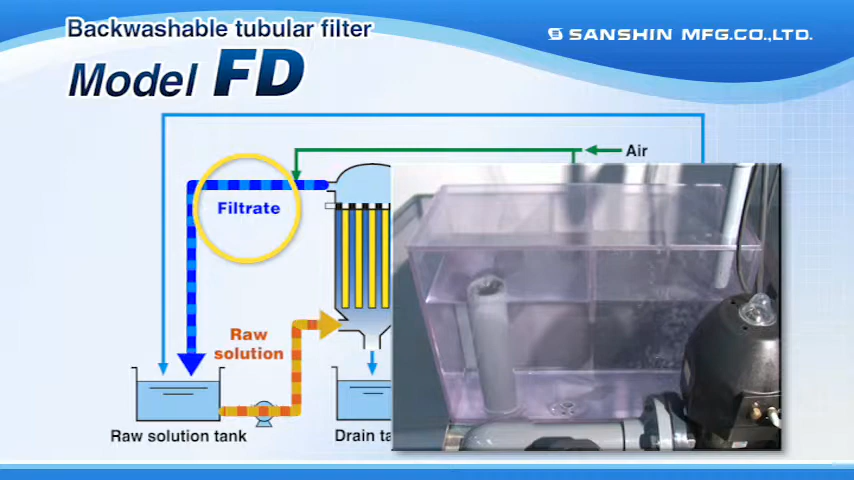 Backwashable tubular filter
Model FD
SANSHIN MFG.CO.,LTD.
Air
Filtrate
Raw
solution
Raw solution tank
Drain ta